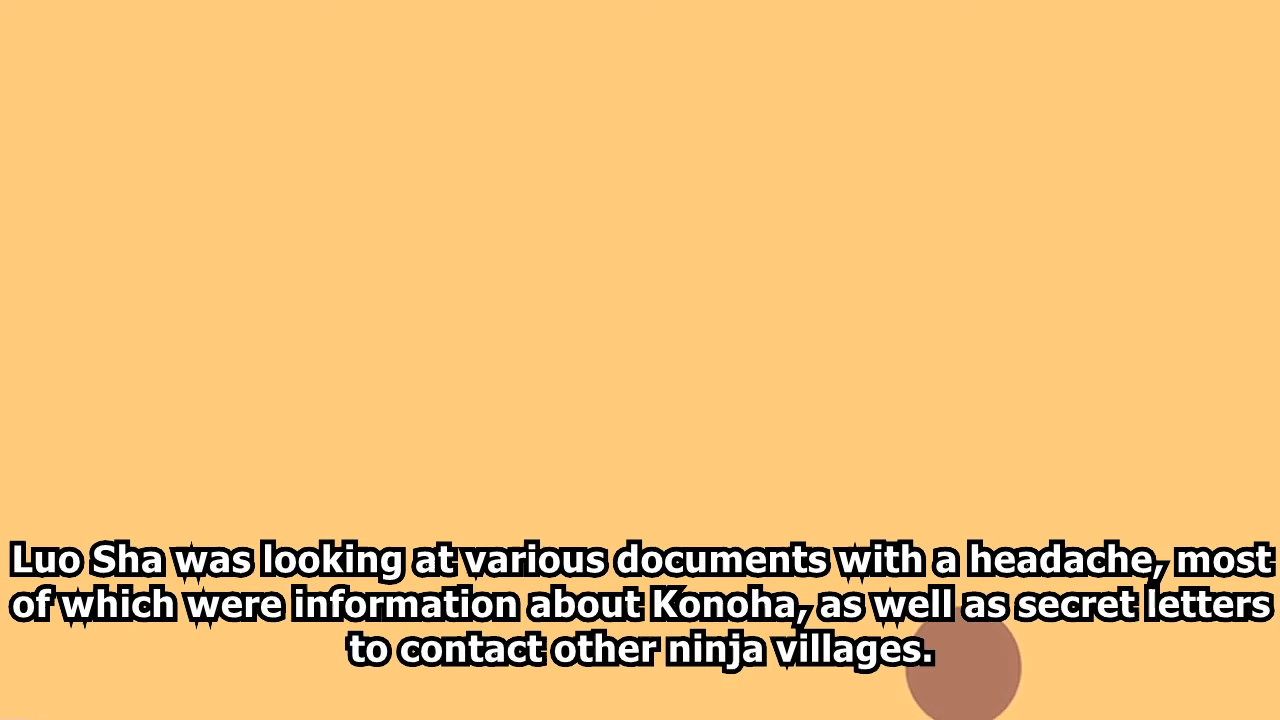 Luo Sha was looking at various documents with a headache, most
of which were information about Konoha, as well as secret letters
to contact other ninja villages.